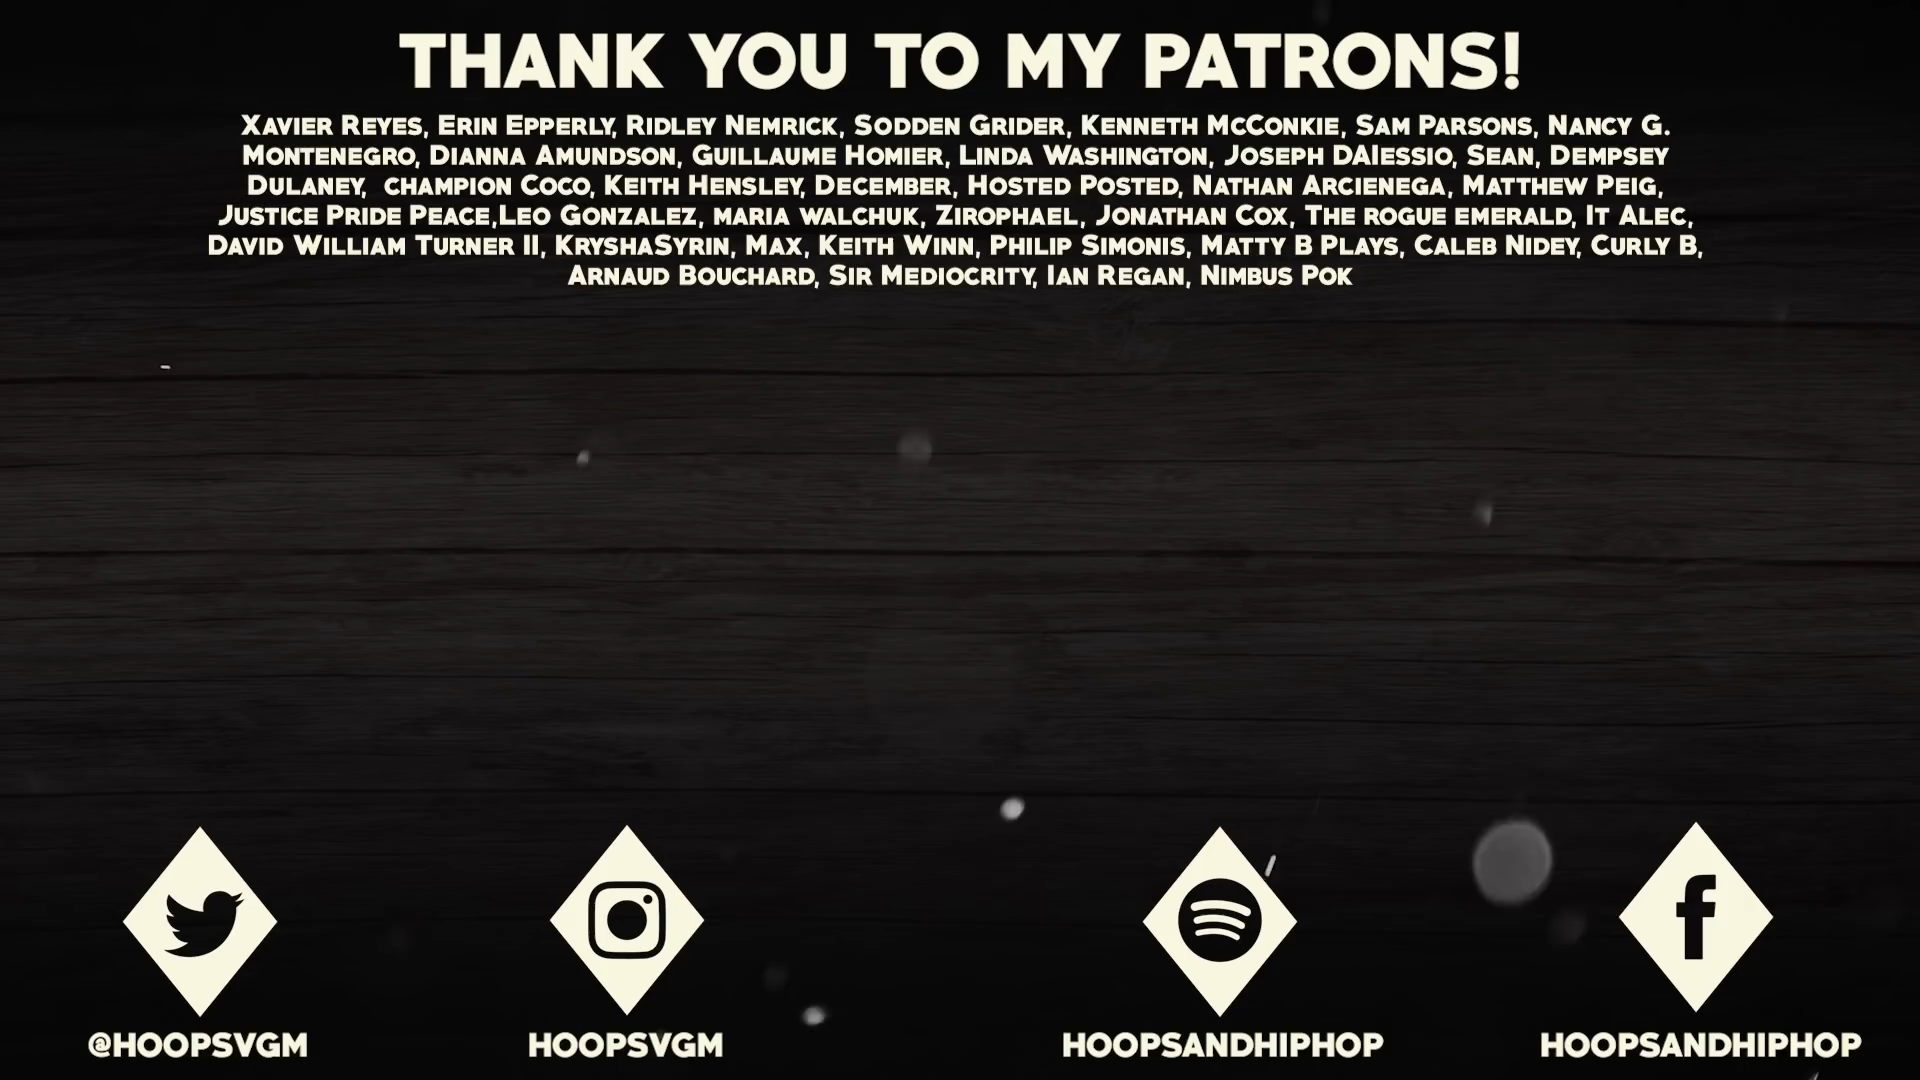 THANK YOU TO MY PATRONS!
Xavier Reyes, Erin Epperly, Ridley Nemrick, Sodden Grider, Kenneth McConkie, Sam Parsons, Nancy G.
Montenegro, Dianna Amundson, Guillaume Homier, Linda Washington, Joseph DAlessio, Sean, Dempsey
Dulaney,  champion Coco, Keith Hensley, December, Hosted Posted, Nathan Arcienega, Matthew Peig,
Justice Pride Peace,Leo Gonzalez, maria walchuk, Zirophael, Jonathan Cox, The rogue emerald, It Alec,
David William Turner II, KryshaSyrin, Max, Keith Winn, Philip Simonis, Matty B Plays, Caleb Nidey, Curly B,
Arnaud Bouchard, Sir Mediocrity, Ian Regan, Nimbus Pok
@HOOPSVGM
HOOPSVGM
HOOPSANDHIPHOP
HOOPSANDHIPHOP